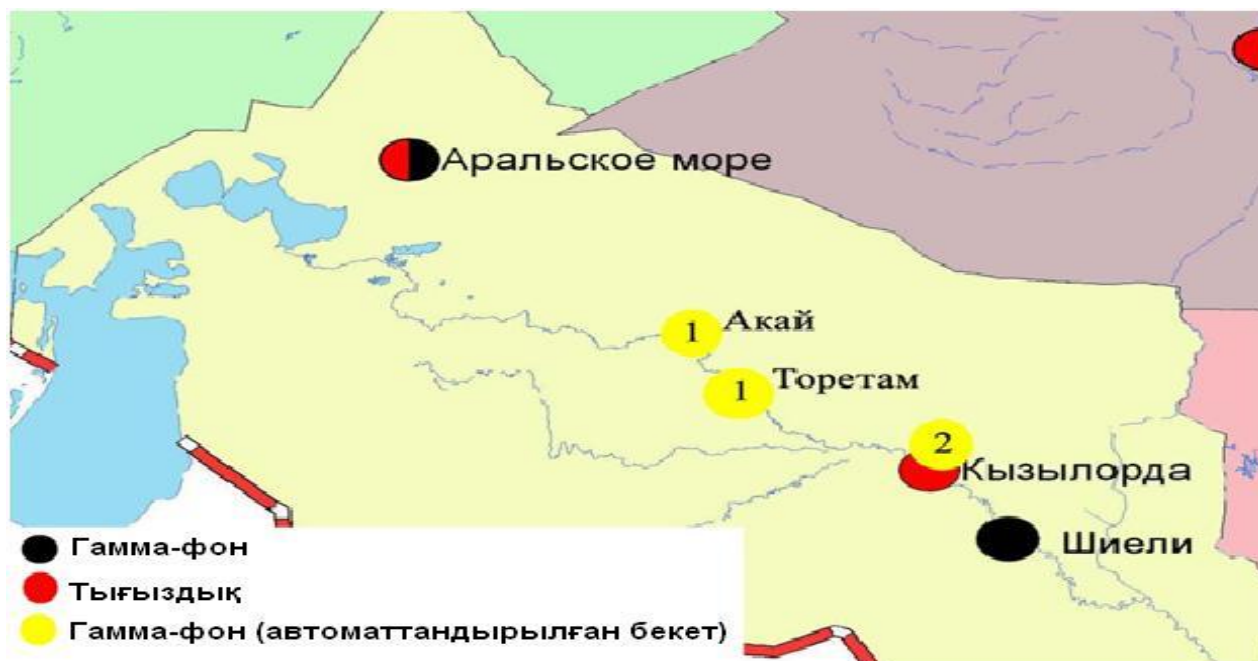 Аральское море
1 Акай
1 Торетам
2
Кызылорда
Шиели
Гамма-фон
Тығыздық
Гамма-фон (автоматтандырылған бекет)